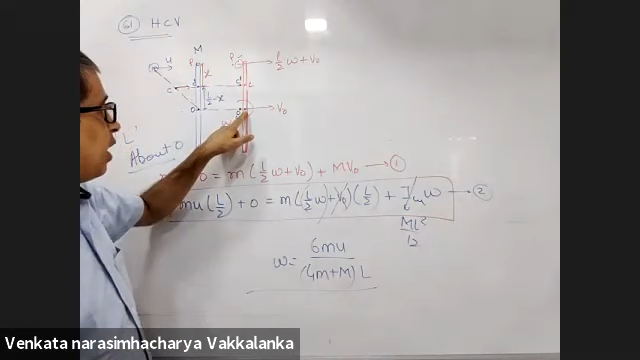 61 HCV
M
P
u
P
l/2 ω + V₀
x
C
C
C'
C
l/2 - x
O
V₀
L'
About O
0 = m(l/2 ω + V₀) + MV₀ → ①
mu(L/2) + 0 = m(l/2 ω + V₀)(L/2) + I ω → ②
ML²/12
ω = 6mu/(4m+M)L
Venkata narasimhacharya Vakkalanka